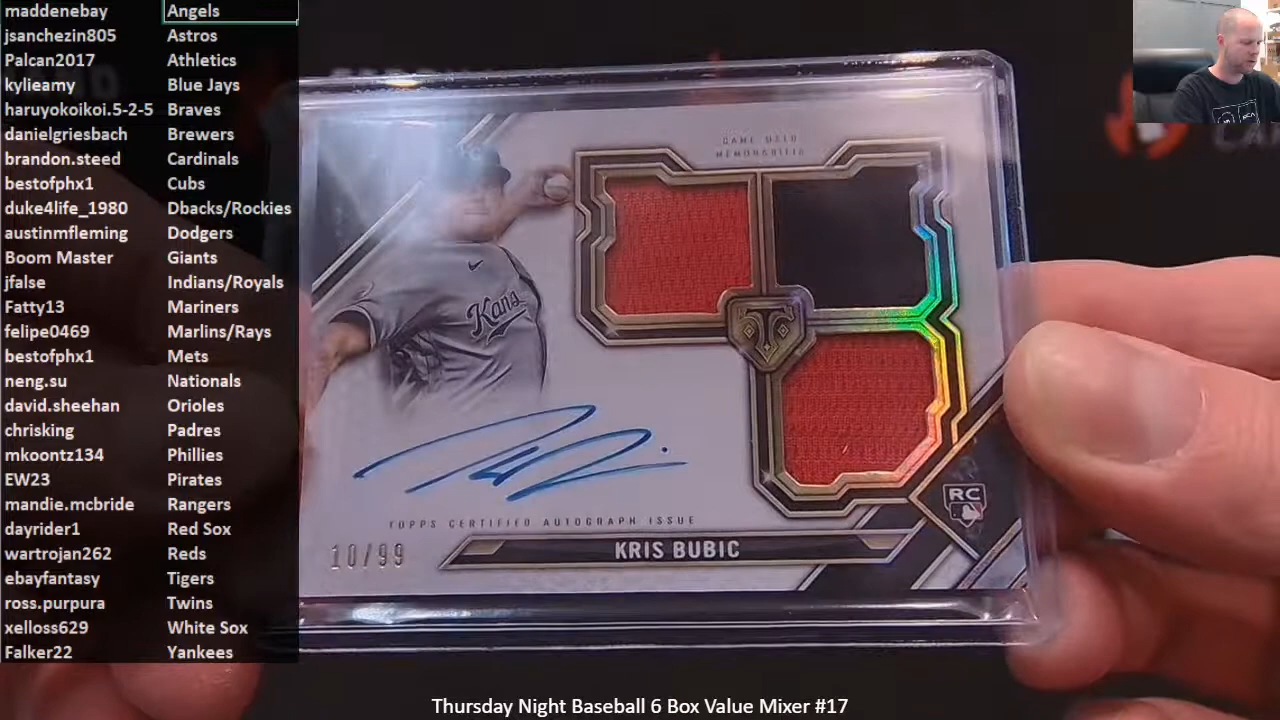 maddenebay Angels
jsanchezin805 Astros
Palcan2017 Athletics
kylieamy Blue Jays
haruyokoikoi.5-2-5 Braves
danielgriesbach Brewers
brandon.steed Cardinals
bestofphx1 Cubs
duke4life_1980 Dbacks/Rockies
austinmfleming Dodgers
Boom Master Giants
jfalse Indians/Royals
Fatty13 Mariners
felipe0469 Marlins/Rays
bestofphx1 Mets
neng.su Nationals
david.sheehan Orioles
chrisking Padres
mkoontz134 Phillies
EW23 Pirates
mandie.mcbride Rangers
dayrider1 Red Sox
wartrojan262 Reds
ebayfantasy Tigers
ross.purpura Twins
xelloss629 White Sox
Falker22 Yankees
GAME USED
MEMORABILIA
Kans
T
TOPPS CERTIFIED AUTOGRAPH ISSUE
10/99
KRIS BUBIC
RC
Thursday Night Baseball 6 Box Value Mixer #17